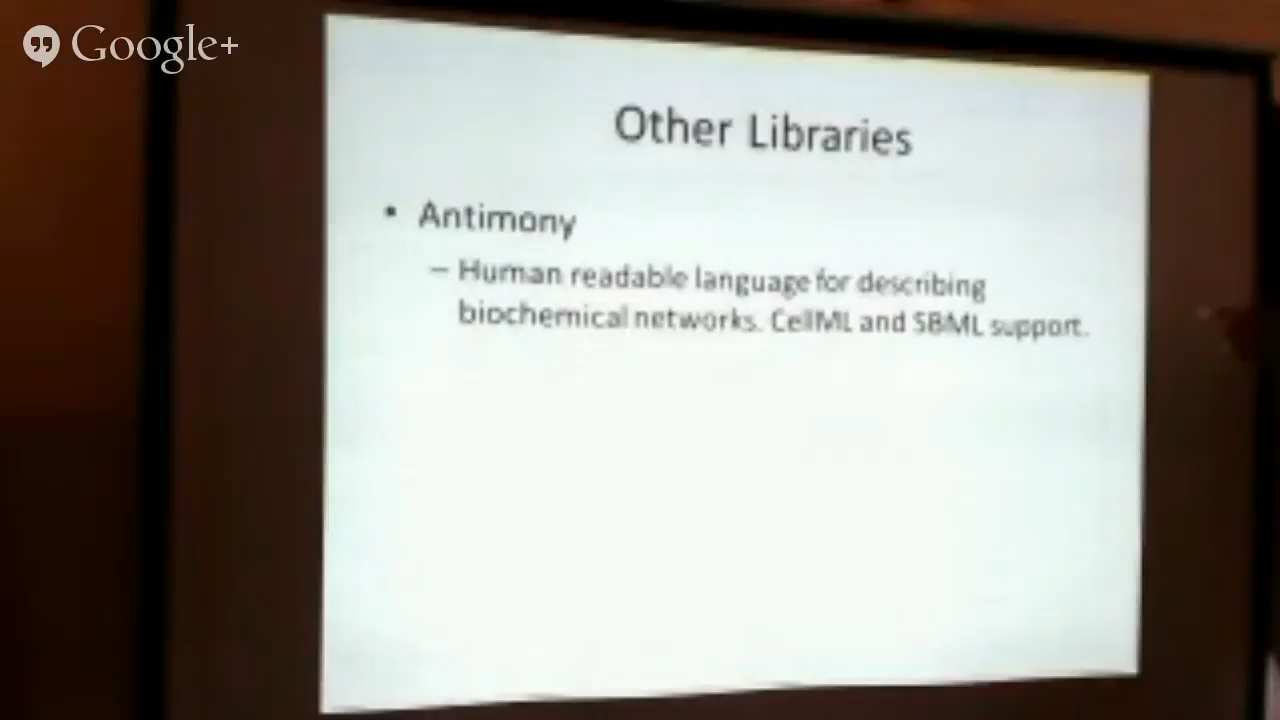 Google+
Other Libraries
• Antimony
– Human readable language for describing
biochemical networks. CellML and SBML support.